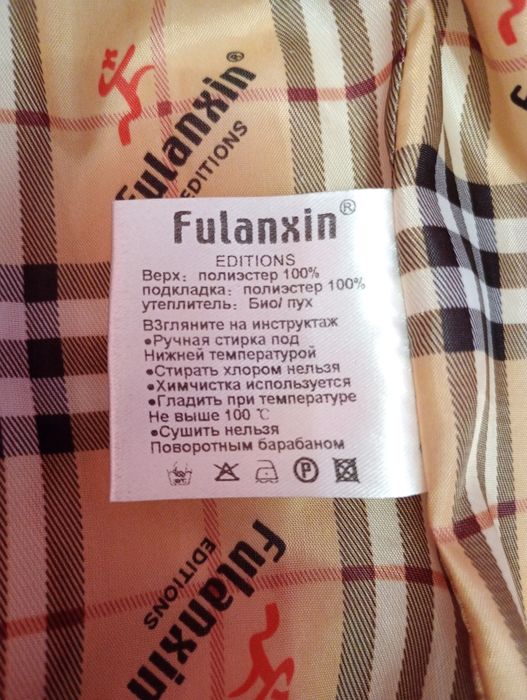 Fulanxin®
EDITIONS
Fulanxin®
EDITIONS
Верх: полиэстер 100%
подкладка: полиэстер 100%
утеплитель: Био/ пух
ВЗгляните на инструктаж
●Ручная стирка под
Нижней температурой
●Стирать хлором нельзя
●Химчистка используется
●Гладить при температуре
Не выше 100 ℃
●Сушить нельзя
Поворотным барабаном
P
Fulanxin
EDITIONS